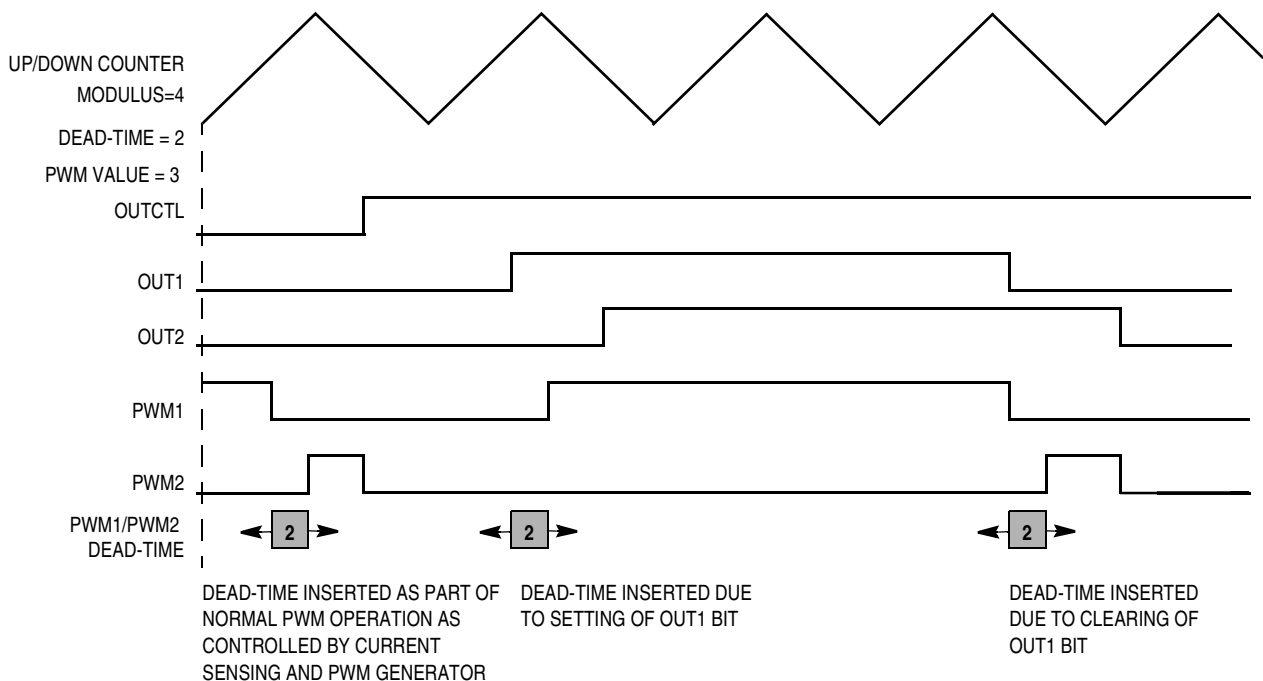 UP/DOWN COUNTER
MODULUS=4
DEAD-TIME = 2
PWM VALUE = 3
OUTCTL
OUT1
OUT2
PWM1
PWM2
PWM1/PWM2
DEAD-TIME
2
2
2
DEAD-TIME INSERTED AS PART OF
NORMAL PWM OPERATION AS
CONTROLLED BY CURRENT
SENSING AND PWM GENERATOR
DEAD-TIME INSERTED DUE
TO SETTING OF OUT1 BIT
DEAD-TIME INSERTED
DUE TO CLEARING OF
OUT1 BIT